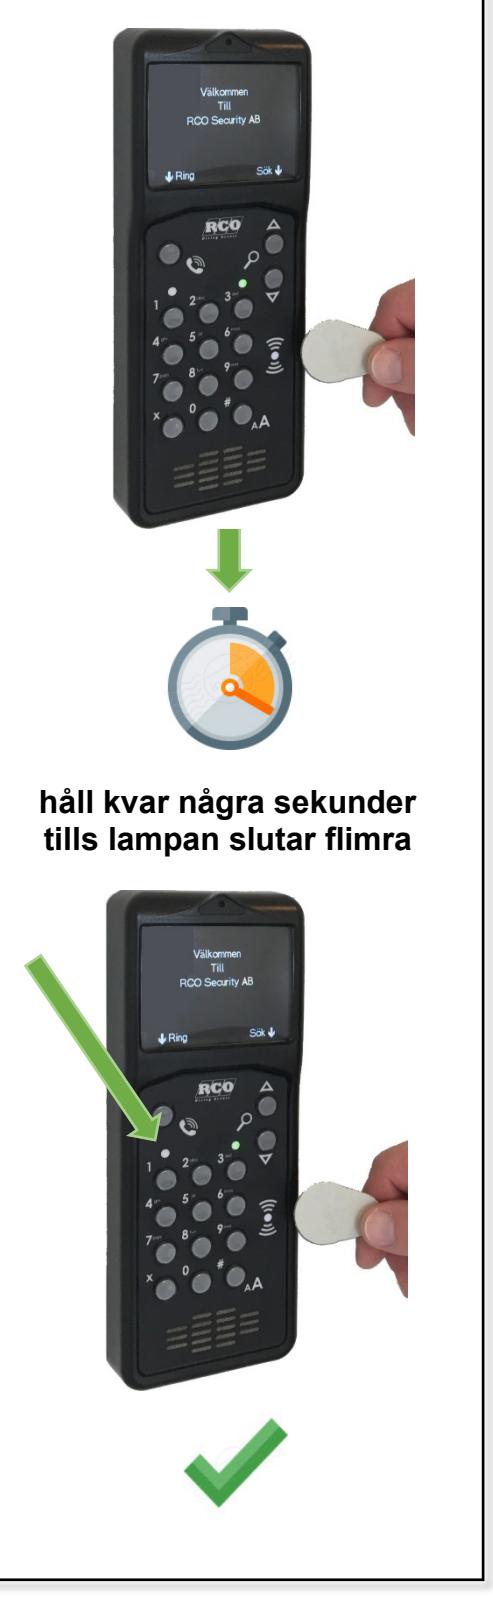 Välkommen
Till
RCO Security AB
Ring
Sök
RCO
1 2 3
4 5 6
7 8 9
x 0 #
AA
håll kvar några sekunder
tills lampan slutar flimra
Välkommen
Till
RCO Security AB
Ring
Sök
RCO
1 2 3
4 5 6
7 8 9
x 0 #
AA